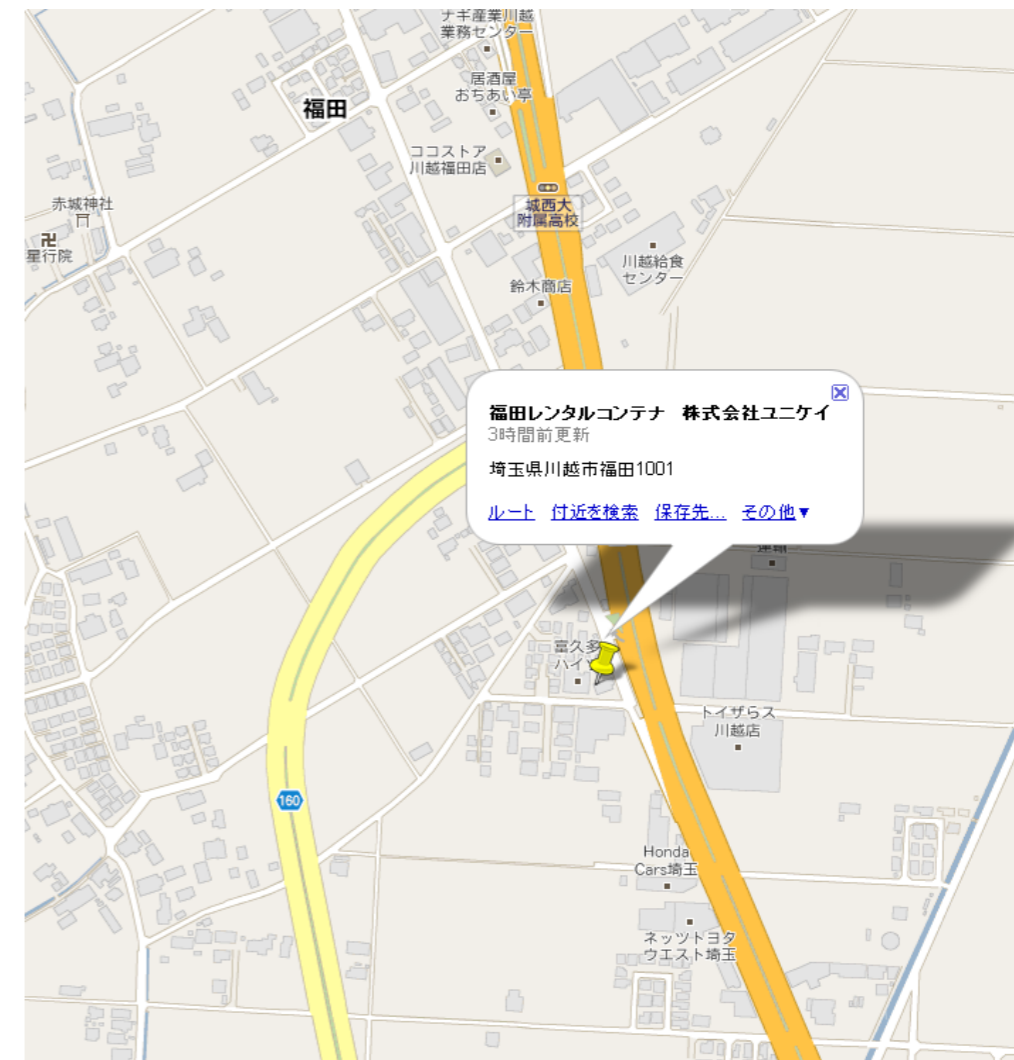 ナギ産業川越
業務センター
居酒屋
おちあい亭
福田
ココストア
川越福田店
城西大
附属高校
赤城神社
星行院
川越給食
センター
鈴木商店
福田レンタルコンテナ 株式会社ユニケイ
3時間前更新
埼玉県川越市福田1001
ルート 付近を検索 保存先... その他▼
富久多
トイザらス
川越店
160
Honda
Cars埼玉
ネッツトヨタ
ウエスト埼玉